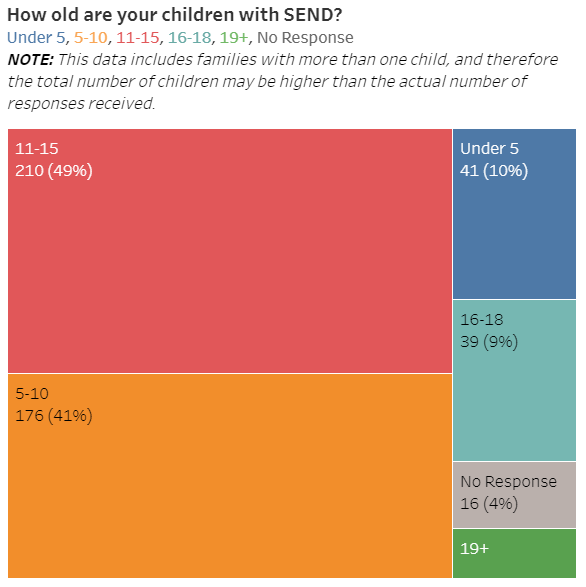 How old are your children with SEND?
Under 5, 5-10, 11-15, 16-18, 19+, No Response
NOTE: This data includes families with more than one child, and therefore
the total number of children may be higher than the actual number of
responses received.
11-15
210 (49%)
5-10
176 (41%)
Under 5
41 (10%)
16-18
39 (9%)
No Response
16 (4%)
19+